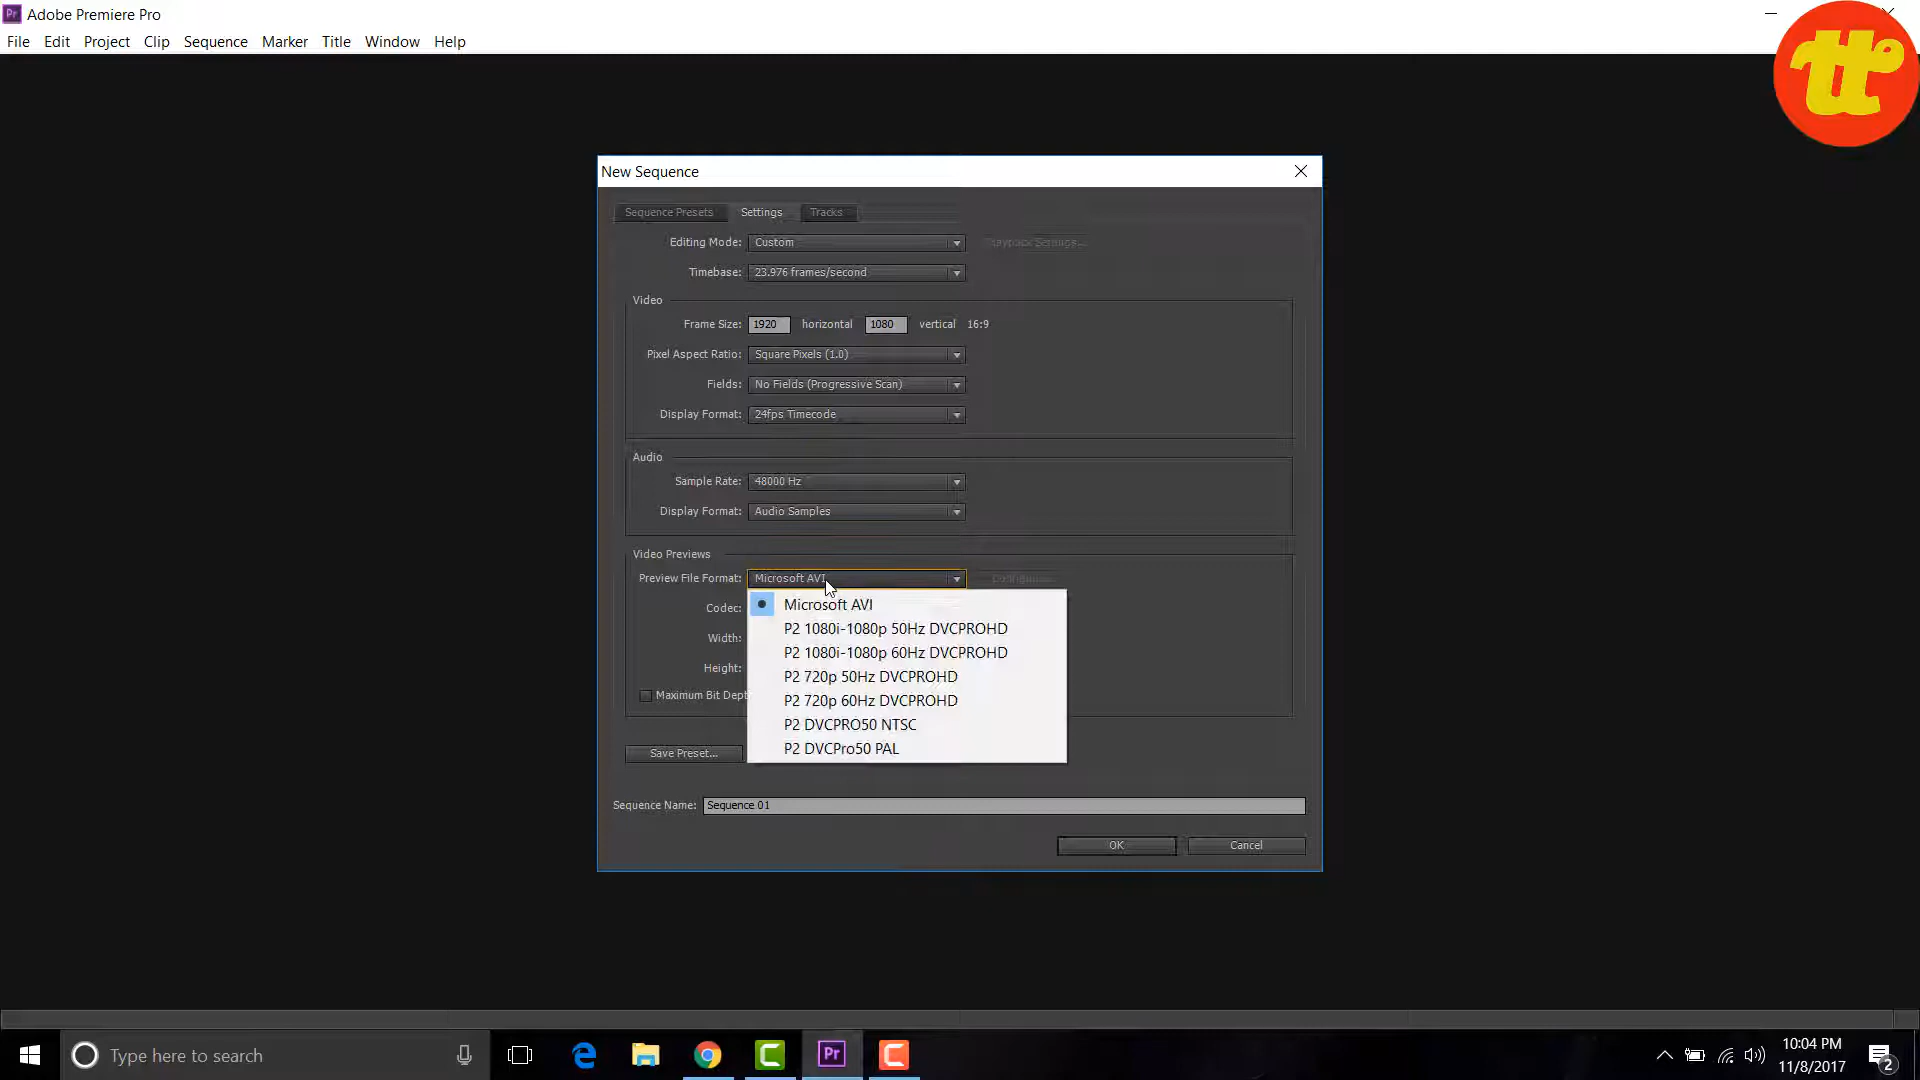 Pr Adobe Premiere Pro
File Edit Project Clip Sequence Marker Title Window Help
tt
New Sequence
Sequence Presets Settings Tracks
Editing Mode: Custom Playback Settings...
Timebase: 23.976 frames/second
Video
Frame Size: 1920 horizontal 1080 vertical 16:9
Pixel Aspect Ratio: Square Pixels (1.0)
Fields: No Fields (Progressive Scan)
Display Format: 24fps Timecode
Audio
Sample Rate: 48000 Hz
Display Format: Audio Samples
Video Previews
Preview File Format: Microsoft AVI
Codec:
Width:
Height:
Maximum Bit Dept
Microsoft AVI
P2 1080i-1080p 50Hz DVCPROHD
P2 1080i-1080p 60Hz DVCPROHD
P2 720p 50Hz DVCPROHD
P2 720p 60Hz DVCPROHD
P2 DVCPRO50 NTSC
P2 DVCPro50 PAL
Save Preset...
Sequence Name: Sequence 01
OK Cancel
Type here to search
Pr
10:04 PM
11/8/2017
2